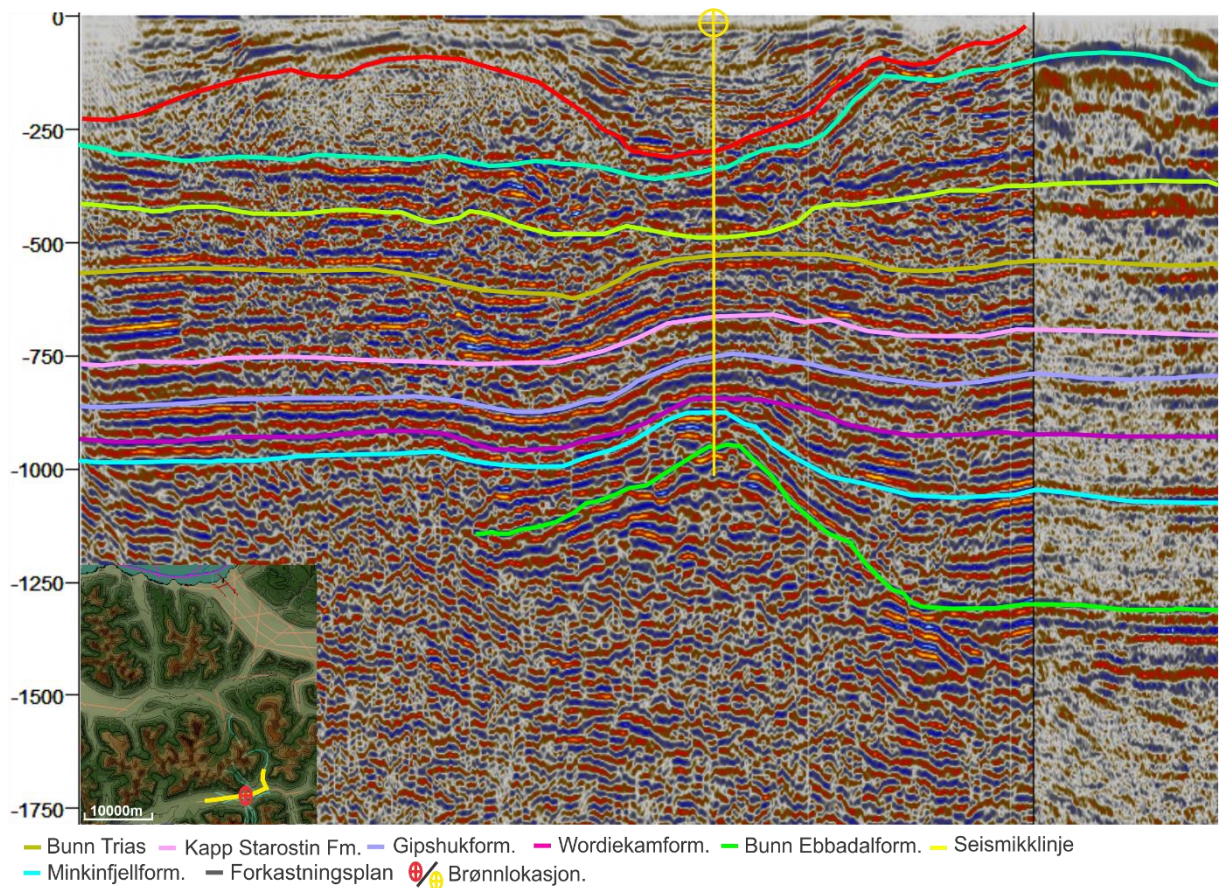 0
-250
-500
-750
-1000
-1250
-1500
-1750
10000m
Bunn Trias Kapp Starostin Fm. Gipshukform. Wordiekamform. Bunn Ebbadalform. Seismikklinje
Minkinfjellform. Forkastningsplan Brønnlokasjon.